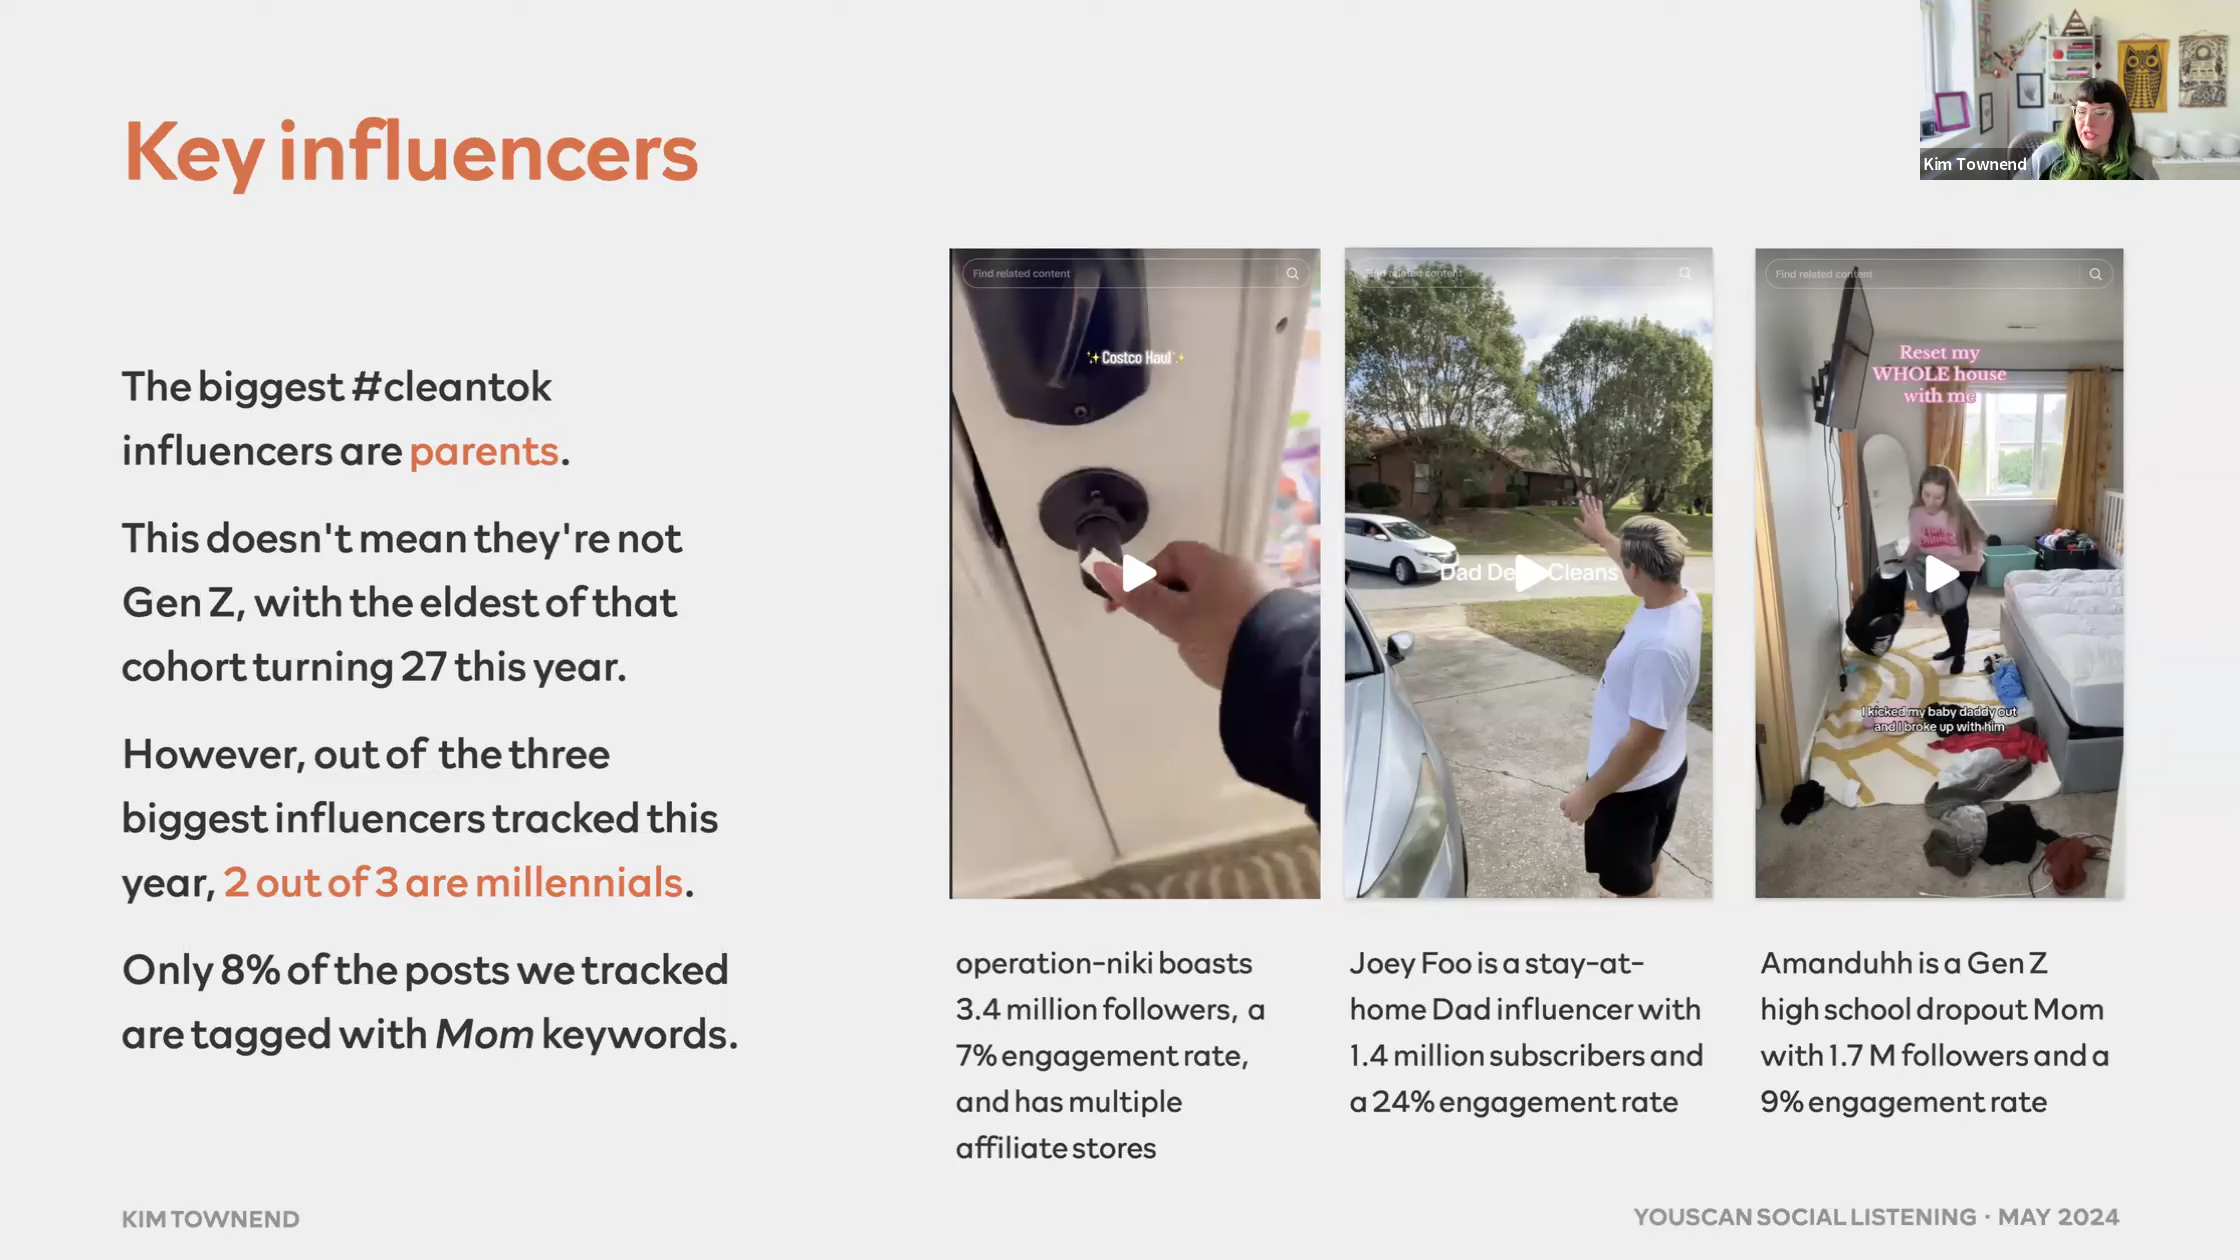 Key influencers
Kim Townend
The biggest #cleantok
influencers are parents.
This doesn't mean they're not
Gen Z, with the eldest of that
cohort turning 27 this year.
However, out of the three
biggest influencers tracked this
year, 2 out of 3 are millennials.
Only 8% of the posts we tracked
are tagged with Mom keywords.
Find related content
✨Costco Haul✨
operation-niki boasts
3.4 million followers, a
7% engagement rate,
and has multiple
affiliate stores
Find related content
Dad De Cleans
Joey Foo is a stay-at-
home Dad influencer with
1.4 million subscribers and
a 24% engagement rate
Find related content
Reset my
WHOLE house
with me
I kicked my baby daddy out
and I broke up with him
Amanduhh is a Gen Z
high school dropout Mom
with 1.7 M followers and a
9% engagement rate
KIM TOWNEND
YOUSCAN SOCIAL LISTENING · MAY 2024